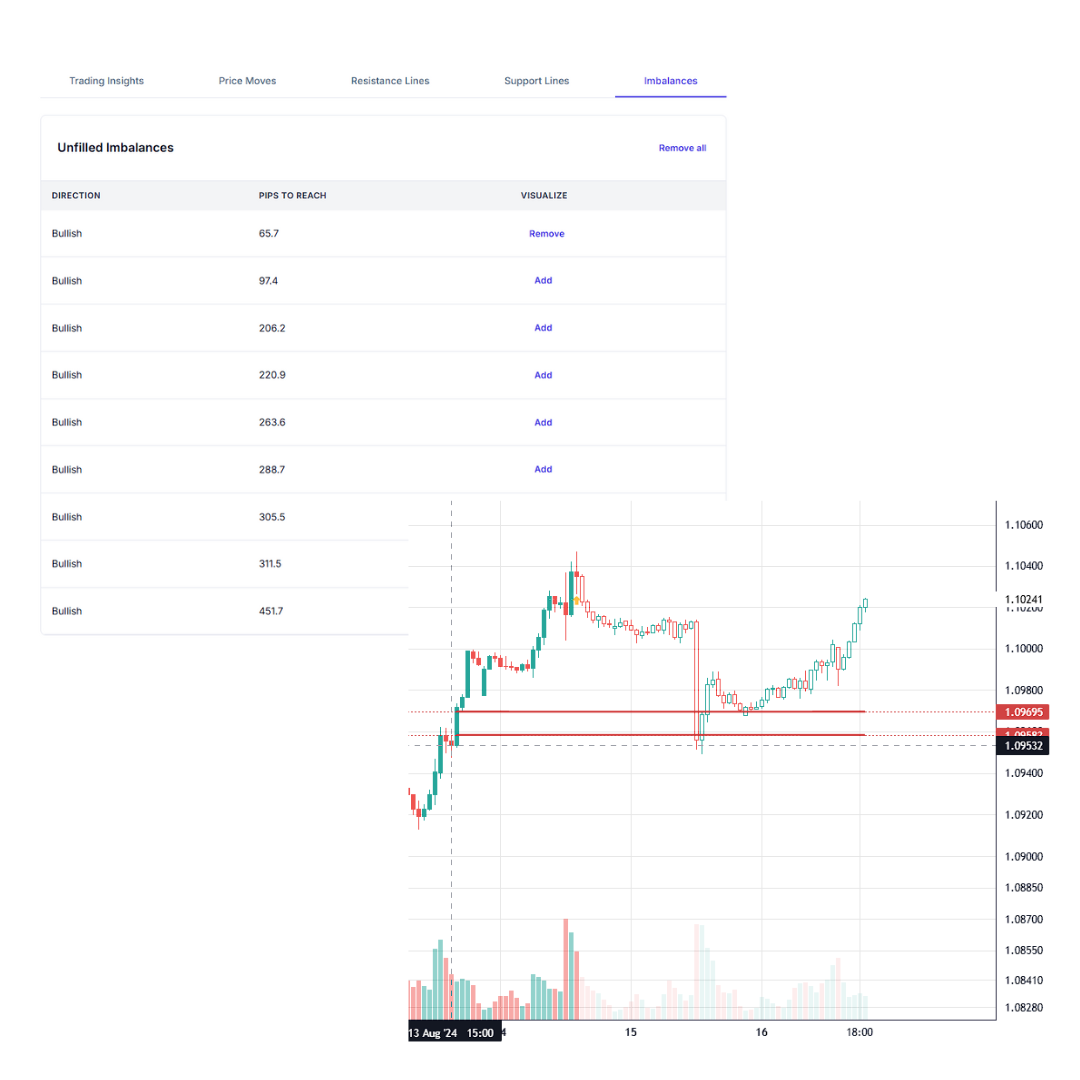 Trading Insights Price Moves Resistance Lines Support Lines Imbalances
Unfilled Imbalances Remove all
DIRECTION PIPS TO REACH VISUALIZE
Bullish 65.7 Remove
Bullish 97.4 Add
Bullish 206.2 Add
Bullish 220.9 Add
Bullish 263.6 Add
Bullish 288.7 Add
Bullish 305.5
Bullish 311.5
Bullish 451.7
1.10600
1.10400
1.10241
1.10200
1.10000
1.09800
1.09695
1.09582
1.09532
1.09400
1.09200
1.09000
1.08850
1.08700
1.08550
1.08410
1.08280
13 Aug '24 15:00 4 15 16 18:00